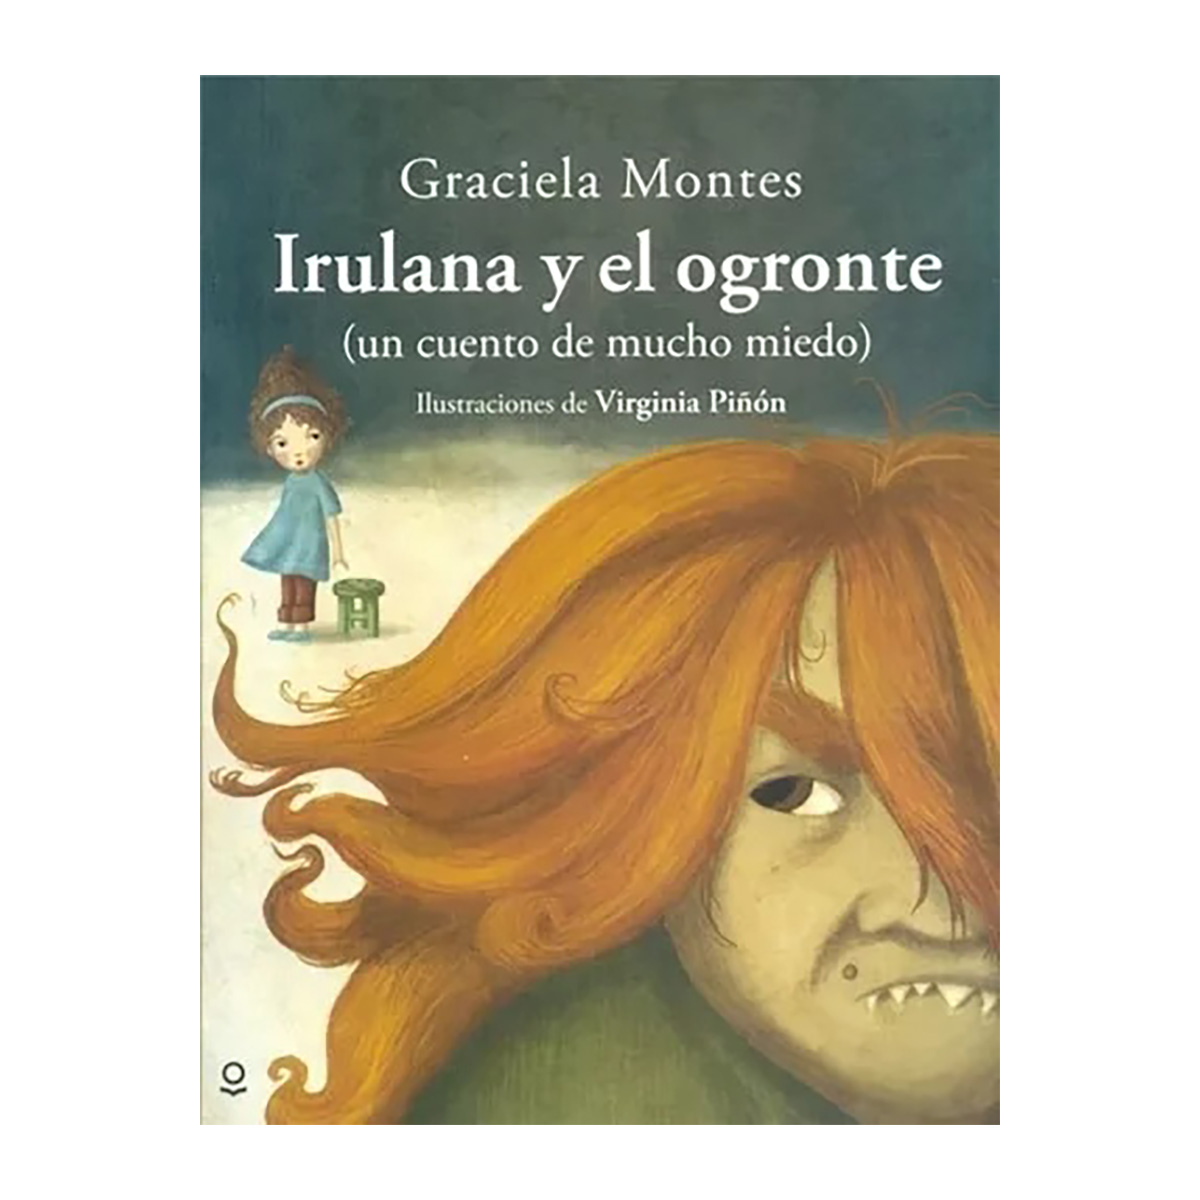 Graciela Montes
Irulana y el ogronte
(un cuento de mucho miedo)
Ilustraciones de Virginia Piñón